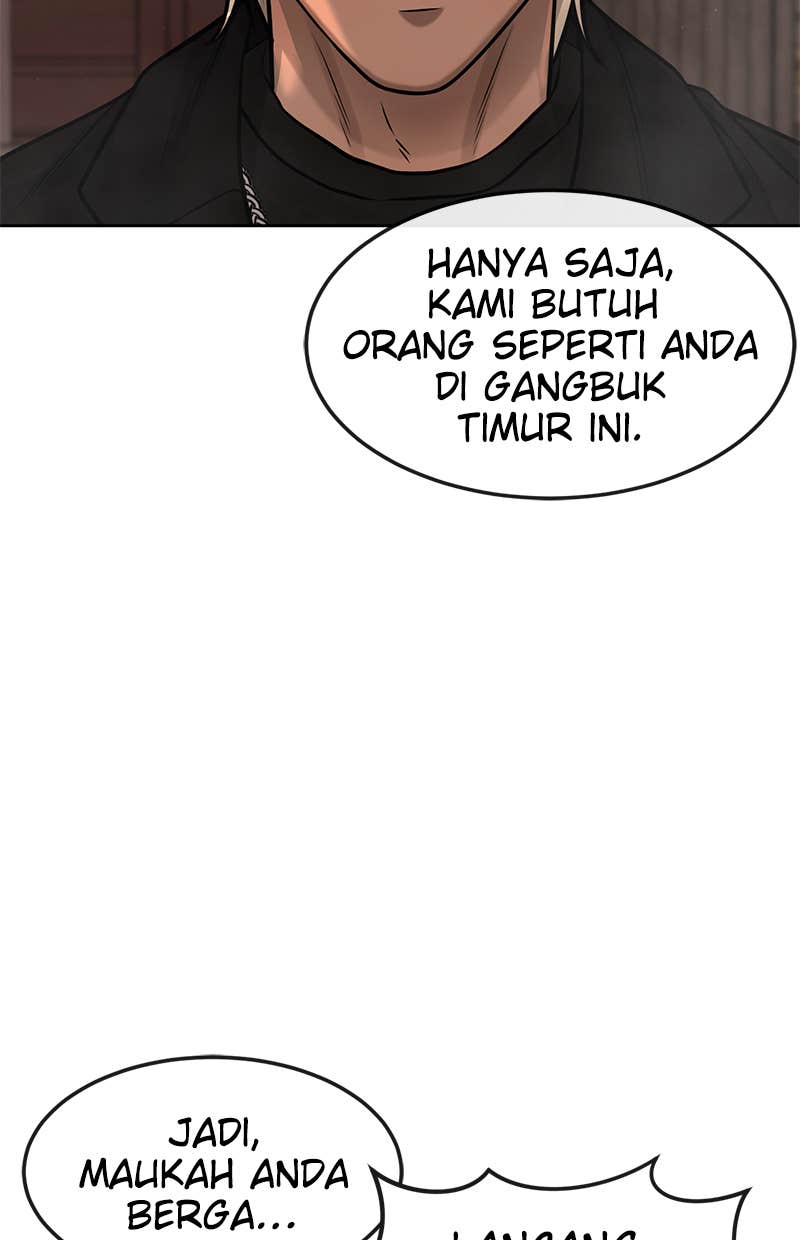 HANYA SAJA,
KAMI BUTUH
ORANG SEPERTI ANDA
DI GANGBUK
TIMUR INI.
JADI,
MAUKAH ANDA
BERGA...